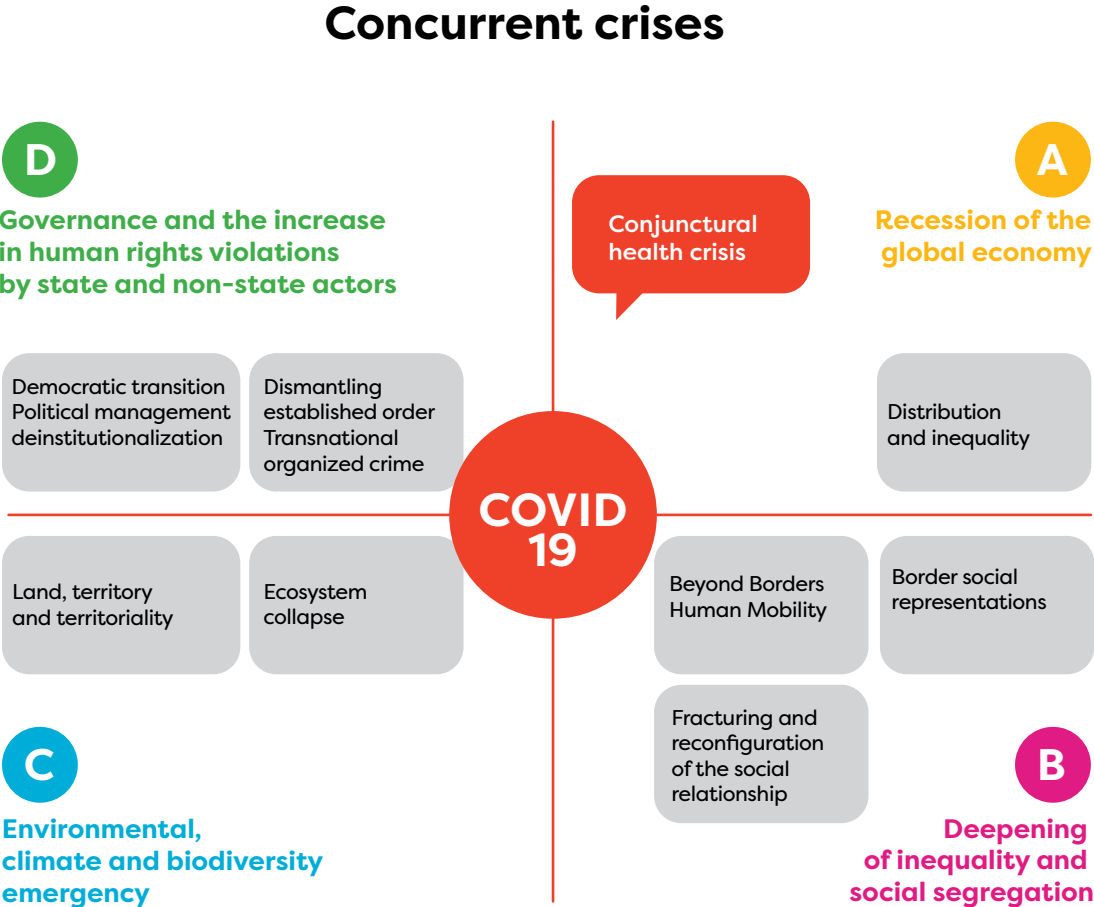 Concurrent crises
D
Governance and the increase
in human rights violations
by state and non-state actors
Conjunctural
health crisis
A
Recession of the
global economy
Democratic transition
Political management
deinstitutionalization
Dismantling
established order
Transnational
organized crime
Distribution
and inequality
COVID
19
Land, territory
and territoriality
Ecosystem
collapse
Beyond Borders
Human Mobility
Border social
representations
Fracturing and
reconfiguration
of the social
relationship
C
Environmental,
climate and biodiversity
emergency
B
Deepening
of inequality and
social segregation